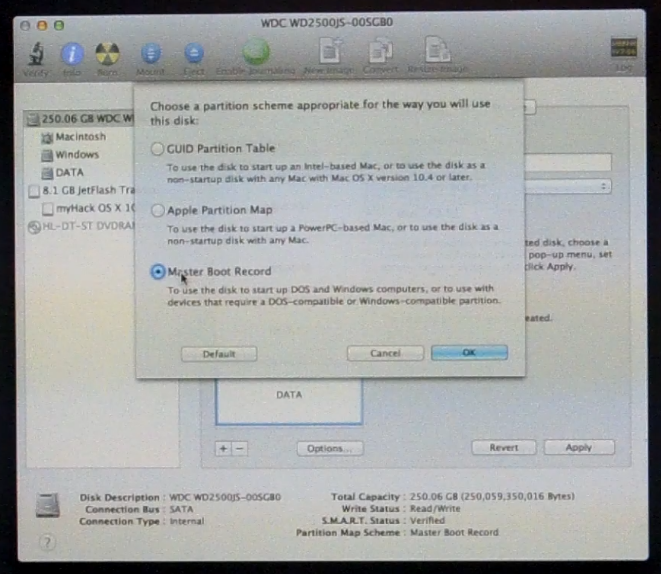 WDC WD2500JS-00SGB0
Verify Info Burn Mount Eject Enable Journaling New Image Convert Resize Image Log
Choose a partition scheme appropriate for the way you will use
this disk:
GUID Partition Table
To use the disk to start up an Intel-based Mac, or to use the disk as a
non-startup disk with any Mac with Mac OS X version 10.4 or later.
Apple Partition Map
To use the disk to start up a PowerPC-based Mac, or to use the disk as a
non-startup disk with any Mac.
Master Boot Record
To use the disk to start up DOS and Windows computers, or to use with
devices that require a DOS-compatible or Windows-compatible partition.
Default Cancel OK
250.06 GB WDC W
Macintosh
Windows
DATA
8.1 GB JetFlash Tra
myHack OS X 10
HL-DT-ST DVDRA
ted disk, choose a
pop-up menu, set
click Apply.
eated.
DATA
+ − Options... Revert Apply
Disk Description : WDC WD2500JS-00SGB0
Connection Bus : SATA
Connection Type : Internal
Total Capacity : 250.06 GB (250,059,350,016 Bytes)
Write Status : Read/Write
S.M.A.R.T. Status : Verified
Partition Map Scheme : Master Boot Record
?